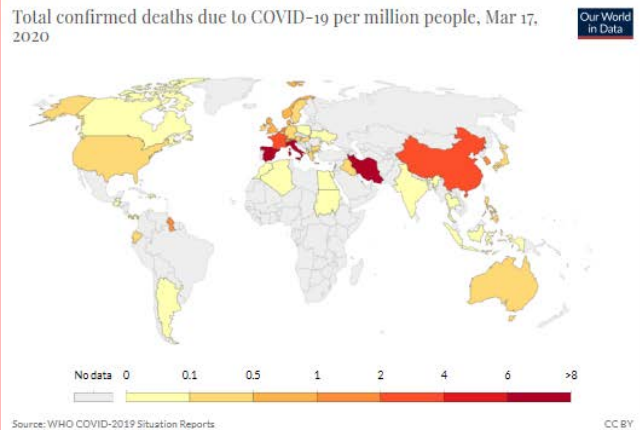 Total confirmed deaths due to COVID-19 per million people, Mar 17,
2020
Our World
in Data
No data 0 0.1 0.5 1 2 4 6 >8
Source: WHO COVID-2019 Situation Reports
CC BY